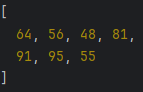 [
64, 56, 48, 81,
91, 95, 55
]